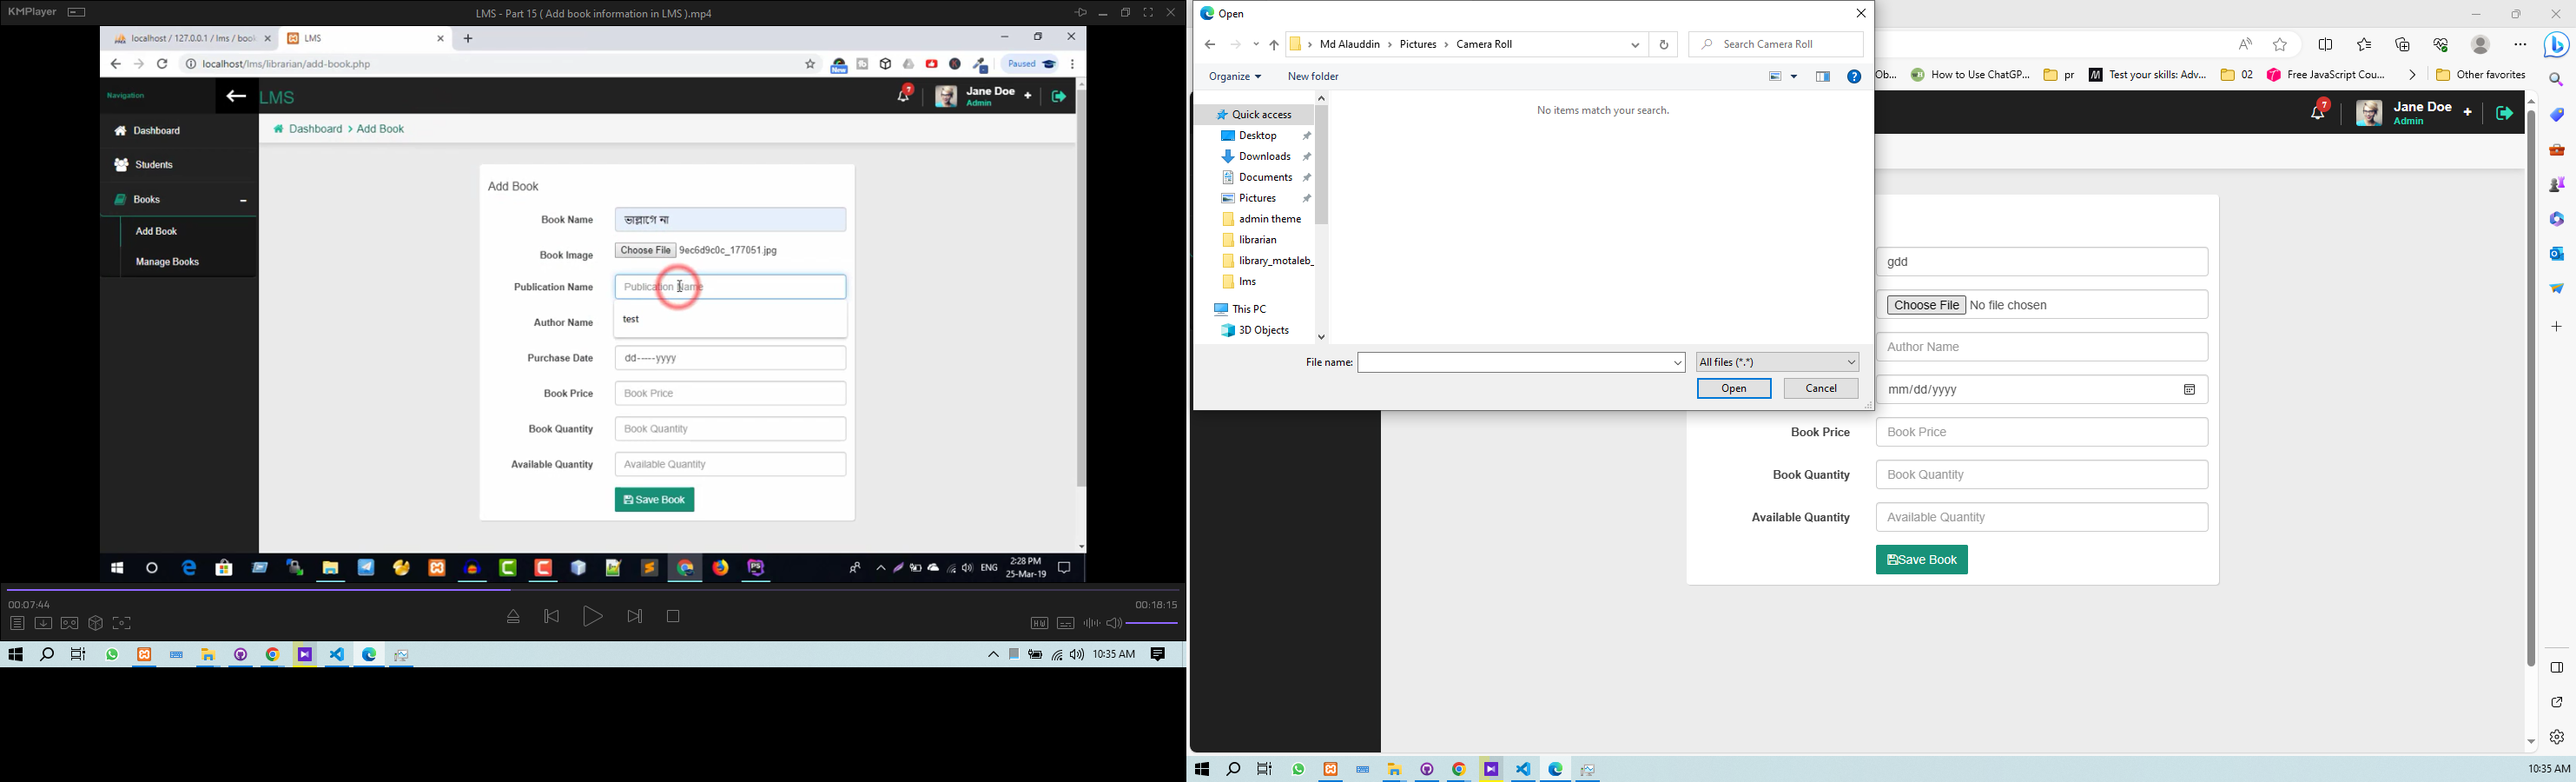 KMPlayer
LMS - Part 15 ( Add book information in LMS ).mp4
localhost / 127.0.0.1 / lms / book
LMS
localhost/lms/librarian/add-book.php
New
Paused
Navigation
LMS
7
Jane Doe
Admin
Dashboard
Dashboard > Add Book
Students
Books
Add Book
Manage Books
Add Book
Book Name
ভাল্লাগে না
Book Image
Choose File
9ec6d9c0c_177051.jpg
Publication Name
Publication Name
Author Name
test
Purchase Date
dd-----yyyy
Book Price
Book Price
Book Quantity
Book Quantity
Available Quantity
Available Quantity
Save Book
ENG
2:28 PM
25-Mar-19
00:07:44
00:18:15
10:35 AM
Open
Md Alauddin > Pictures > Camera Roll
Search Camera Roll
Organize
New folder
Quick access
Desktop
Downloads
Documents
Pictures
admin theme
librarian
library_motaleb_
lms
This PC
3D Objects
No items match your search.
File name:
All files (*.*)
Open
Cancel
Ob...
How to Use ChatGP...
pr
Test your skills: Adv...
02
Free JavaScript Cou...
Other favorites
7
Jane Doe
Admin
gdd
Choose File
No file chosen
Author Name
mm/dd/yyyy
Book Price
Book Price
Book Quantity
Book Quantity
Available Quantity
Available Quantity
Save Book
10:35 AM